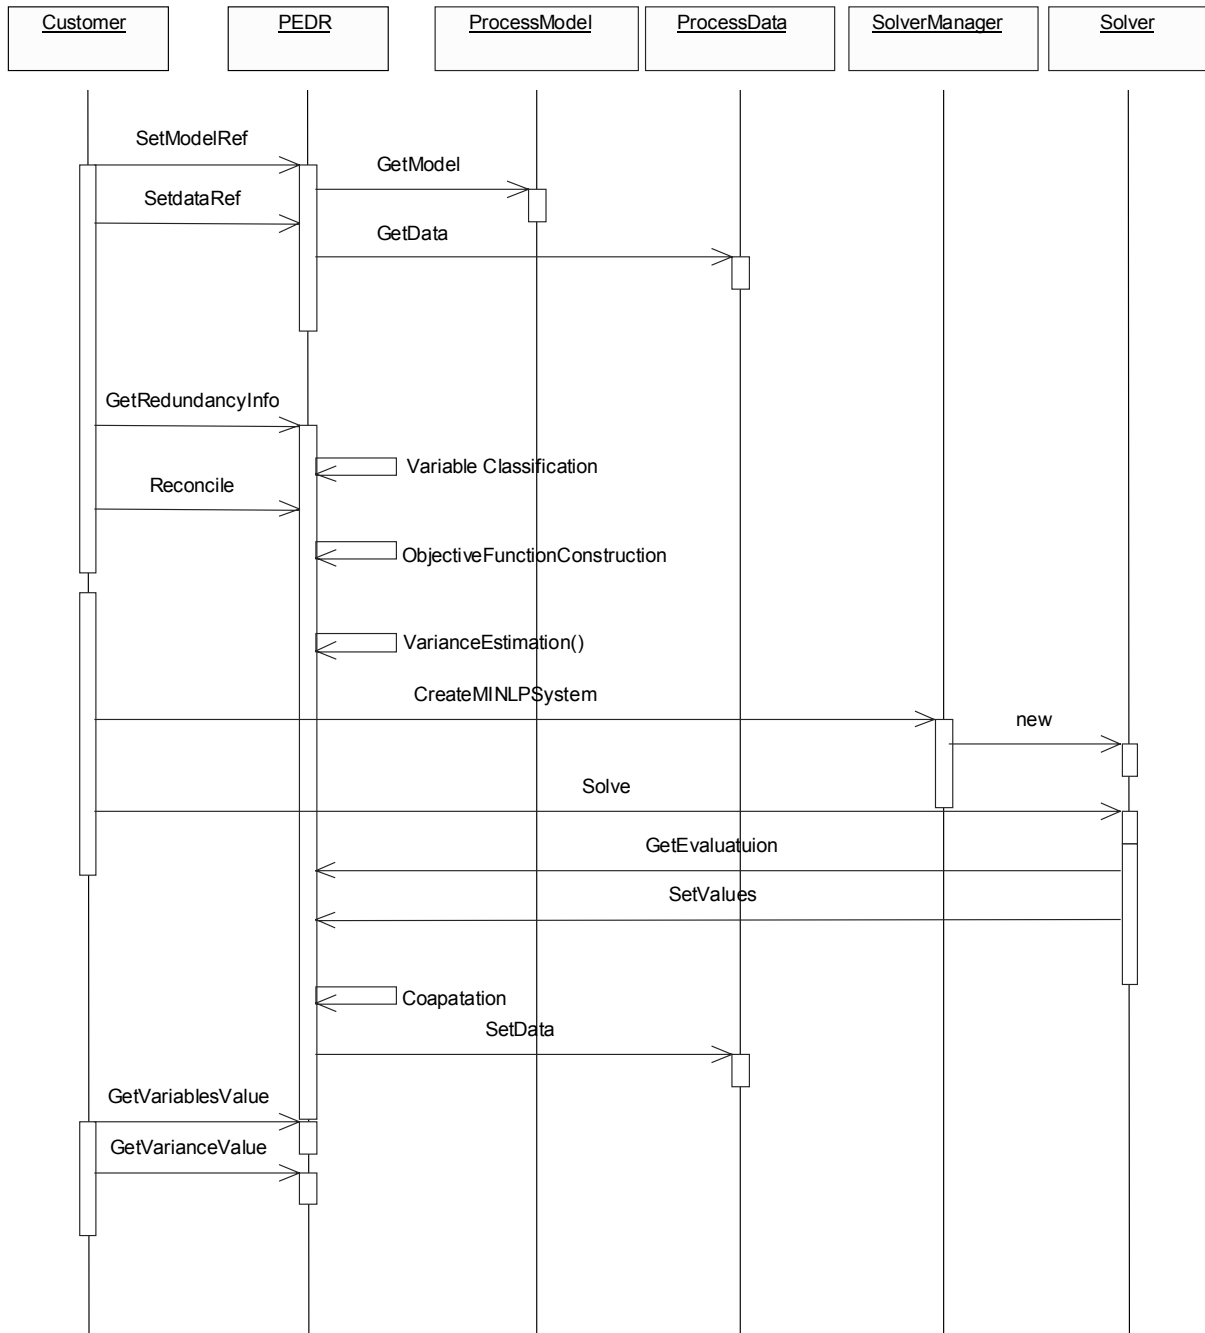 Customer
PEDR
ProcessModel
ProcessData
SolverManager
Solver
SetModelRef
GetModel
SetdataRef
GetData
GetRedundancyInfo
Variable Classification
Reconcile
ObjectiveFunctionConstruction
VarianceEstimation()
CreateMINLPSystem
new
Solve
GetEvaluatuion
SetValues
Coapatation
SetData
GetVariablesValue
GetVarianceValue